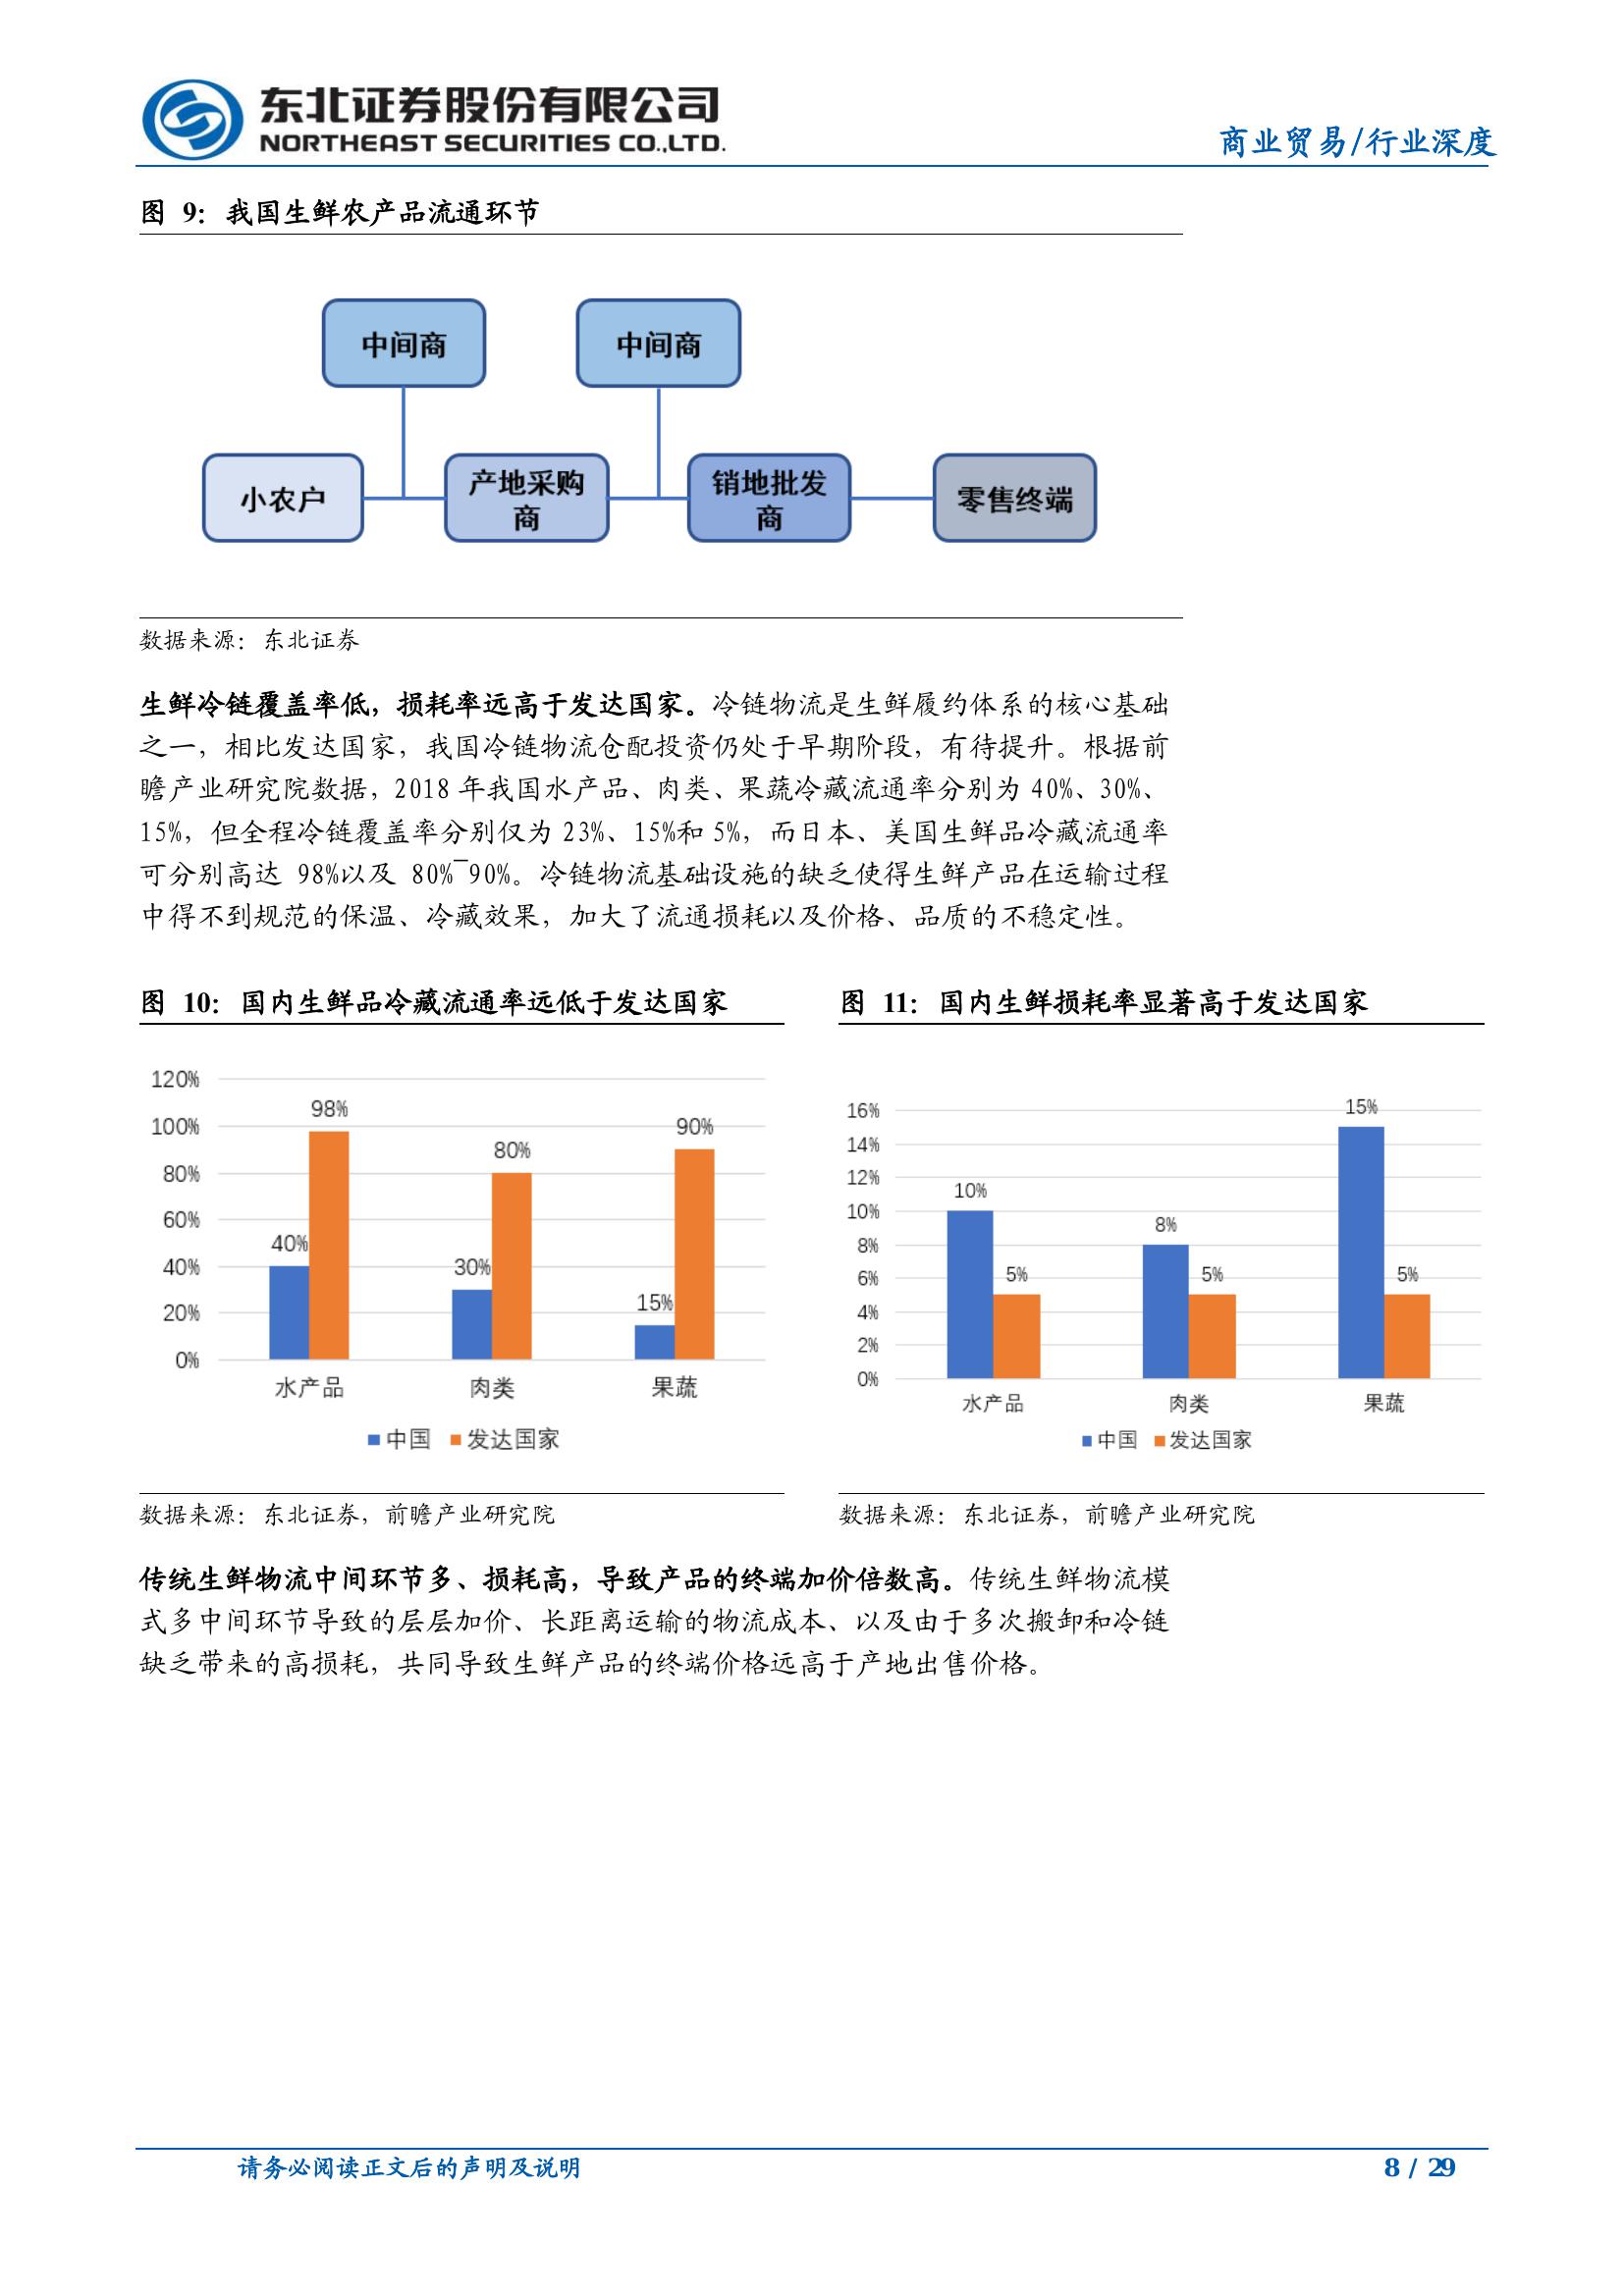 东北证券股份有限公司
NORTHEAST SECURITIES CO.,LTD.
商业贸易/行业深度
图 9：我国生鲜农产品流通环节
中间商
中间商
小农户
产地采购
商
销地批发
商
零售终端
数据来源：东北证券
生鲜冷链覆盖率低，损耗率远高于发达国家。冷链物流是生鲜履约体系的核心基础
之一，相比发达国家，我国冷链物流仓配投资仍处于早期阶段，有待提升。根据前
瞻产业研究院数据，2018 年我国水产品、肉类、果蔬冷藏流通率分别为 40%、30%、
15%，但全程冷链覆盖率分别仅为 23%、15%和 5%，而日本、美国生鲜品冷藏流通率
可分别高达 98%以及 80%~90%。冷链物流基础设施的缺乏使得生鲜产品在运输过程
中得不到规范的保温、冷藏效果，加大了流通损耗以及价格、品质的不稳定性。
图 10：国内生鲜品冷藏流通率远低于发达国家
120%
100%
80%
60%
40%
20%
0%
98%
40%
80%
30%
90%
15%
水产品
肉类
果蔬
中国
发达国家
数据来源：东北证券，前瞻产业研究院
图 11：国内生鲜损耗率显著高于发达国家
16%
14%
12%
10%
8%
6%
4%
2%
0%
10%
5%
8%
5%
15%
5%
水产品
肉类
果蔬
中国
发达国家
数据来源：东北证券，前瞻产业研究院
传统生鲜物流中间环节多、损耗高，导致产品的终端加价倍数高。传统生鲜物流模
式多中间环节导致的层层加价、长距离运输的物流成本、以及由于多次搬卸和冷链
缺乏带来的高损耗，共同导致生鲜产品的终端价格远高于产地出售价格。
请务必阅读正文后的声明及说明
8 / 29